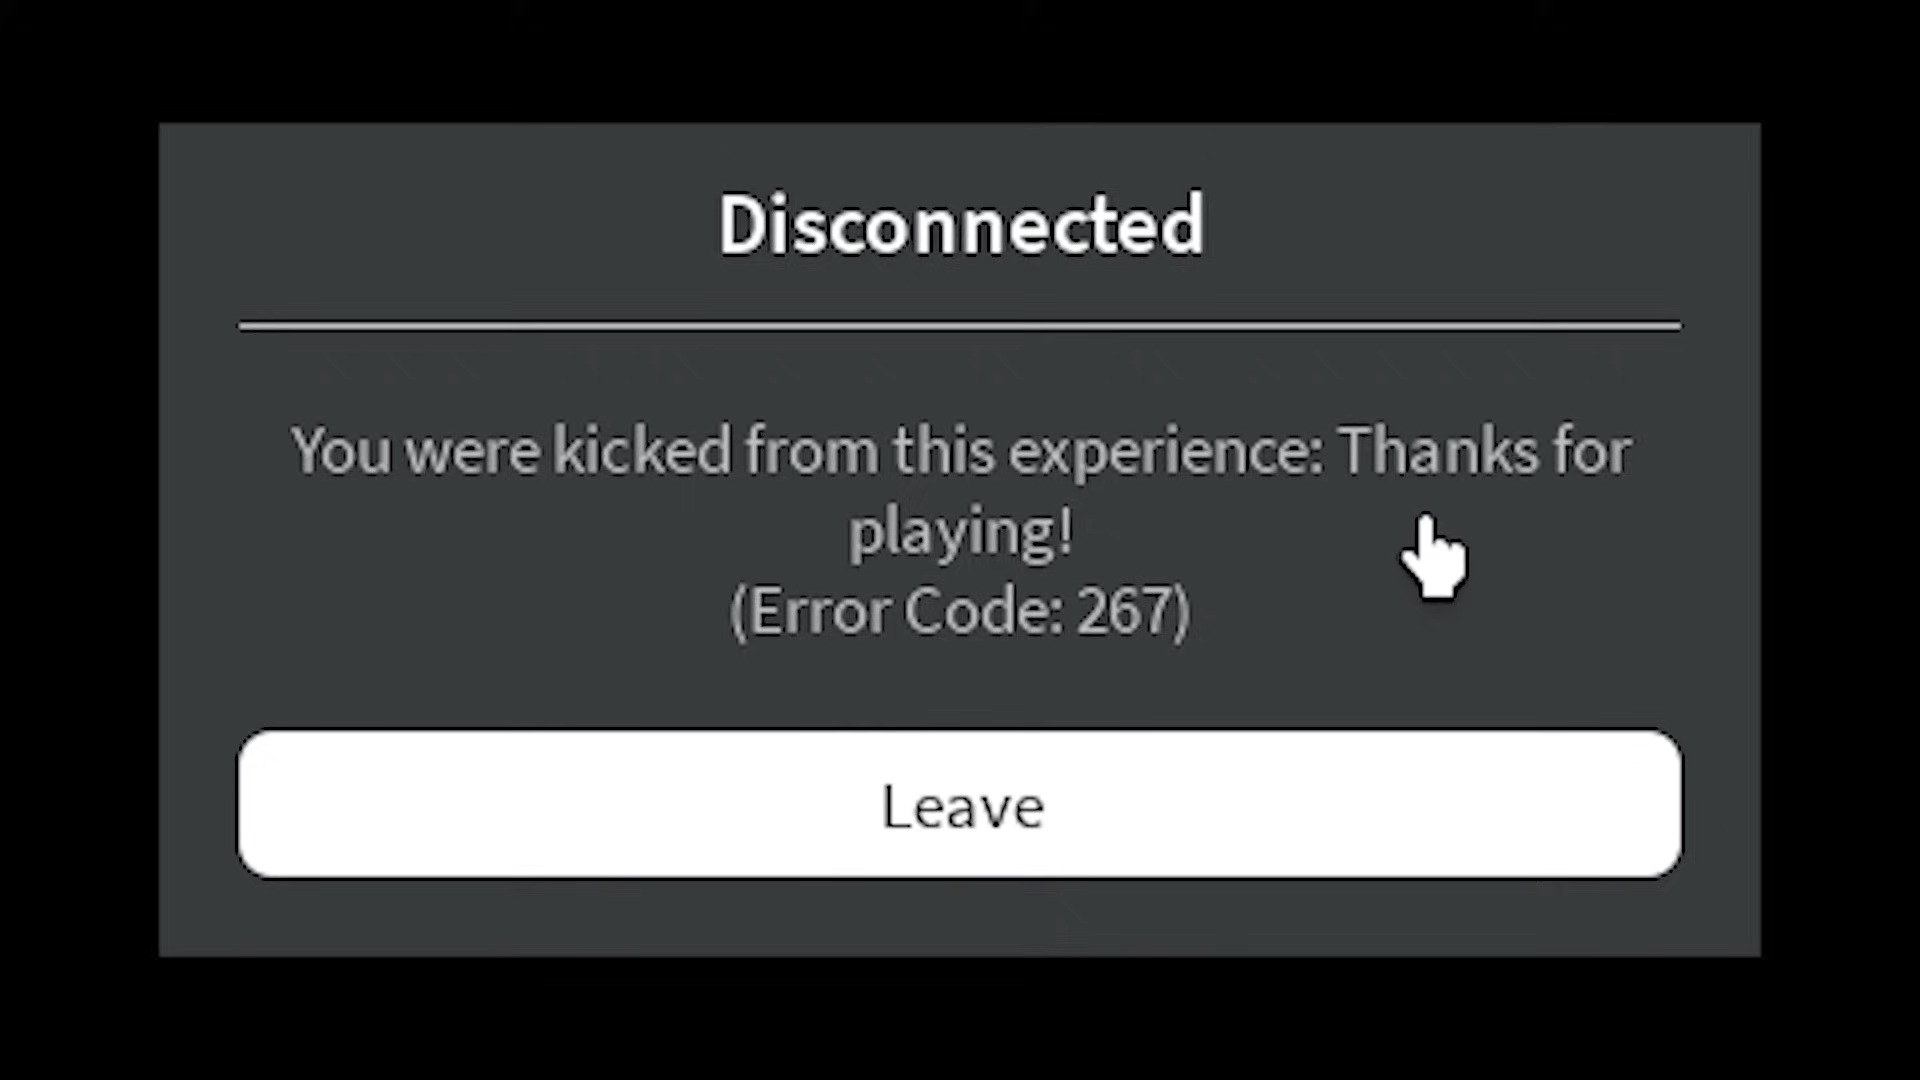 Disconnected
You were kicked from this experience: Thanks for
playing!
(Error Code: 267)
Leave